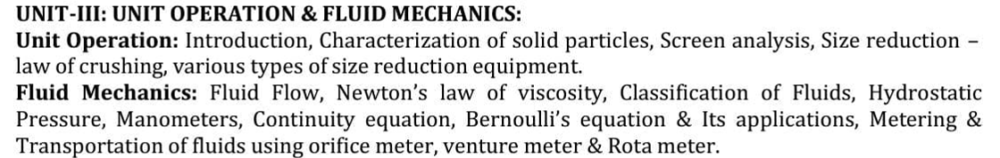 UNIT-III: UNIT OPERATION & FLUID MECHANICS:
Unit Operation: Introduction, Characterization of solid particles, Screen analysis, Size reduction –
law of crushing, various types of size reduction equipment.
Fluid Mechanics: Fluid Flow, Newton's law of viscosity, Classification of Fluids, Hydrostatic
Pressure, Manometers, Continuity equation, Bernoulli's equation & Its applications, Metering &
Transportation of fluids using orifice meter, venture meter & Rota meter.